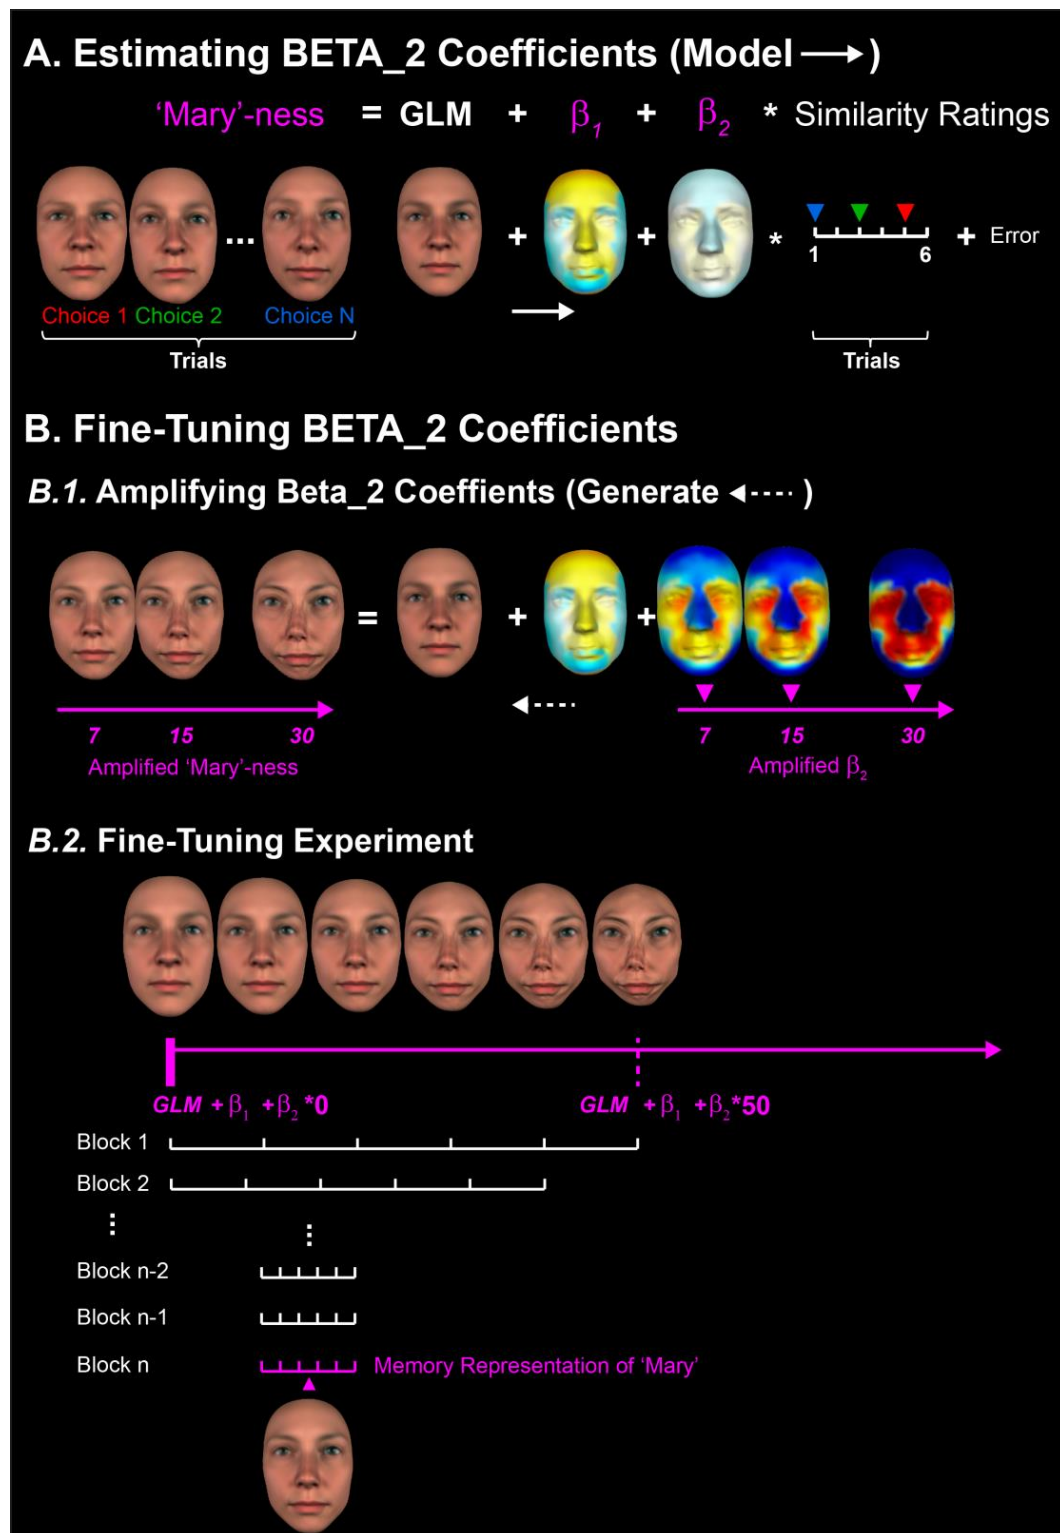 A. Estimating BETA_2 Coefficients (Model ⟶ )
'Mary'-ness = GLM + β1 + β2 * Similarity Ratings
... + + * 1 6 + Error
Choice 1 Choice 2 Choice N
Trials Trials
B. Fine-Tuning BETA_2 Coefficients
B.1. Amplifying Beta_2 Coeffients (Generate ◂---- )
= + +
7 15 30 7 15 30
Amplified 'Mary'-ness Amplified β2
B.2. Fine-Tuning Experiment
GLM + β1 + β2 *0 GLM + β1 + β2*50
Block 1
Block 2
⋮ ⋮
Block n-2
Block n-1
Block n Memory Representation of 'Mary'